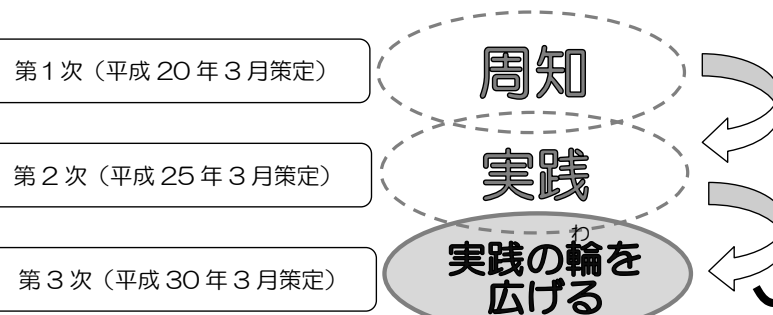 第1次（平成20年3月策定）
周知
第2次（平成25年3月策定）
実践
第3次（平成30年3月策定）
わ
実践の輪を
広げる